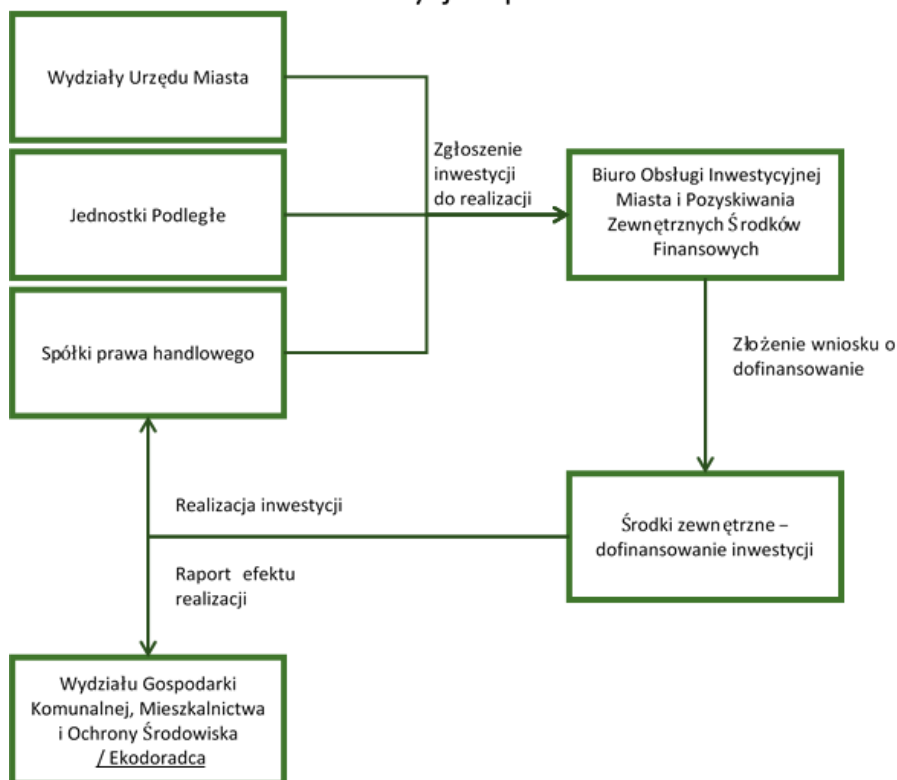 Wydziały Urzędu Miasta
Jednostki Podległe
Spółki prawa handlowego
Zgłoszenie
inwestycji
do realizacji
Biuro Obsługi Inwestycyjnej
Miasta i Pozyskiwania
Zewnętrznych Środków
Finansowych
Złożenie wniosku o
dofinansowanie
Środki zewnętrzne –
dofinansowanie inwestycji
Realizacja inwestycji
Raport efektu
realizacji
Wydziału Gospodarki
Komunalnej, Mieszkalnictwa
i Ochrony Środowiska
/ Ekodoradca